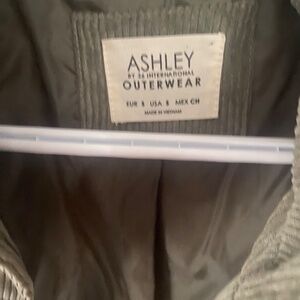 ASHLEY
BY 26 INTERNATIONAL
OUTERWEAR
EUR S USA S MEX CH
MADE IN VIETNAM